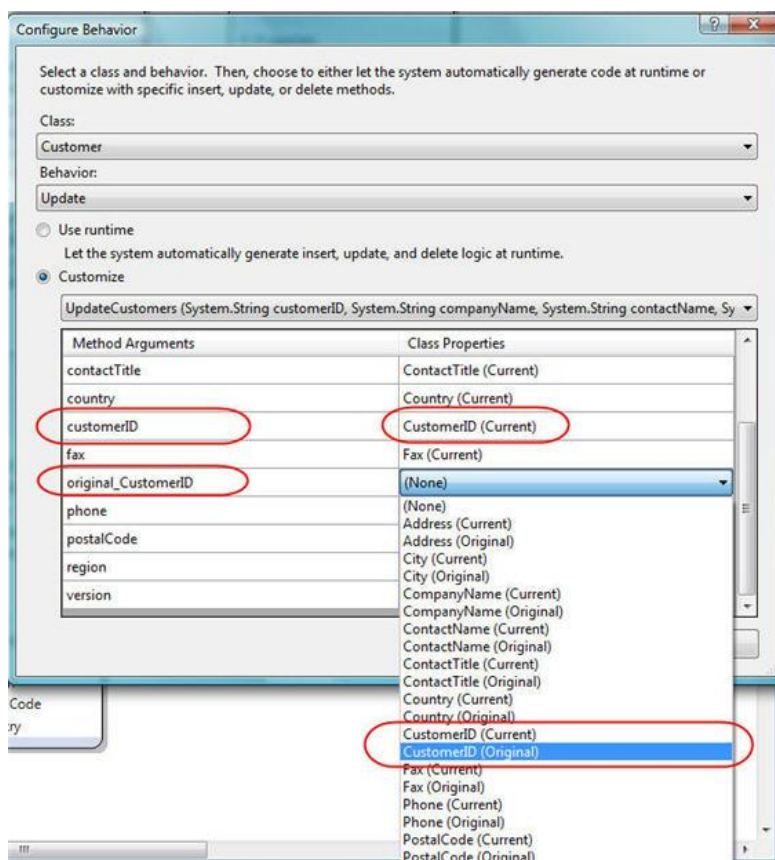 Configure Behavior
Select a class and behavior. Then, choose to either let the system automatically generate code at runtime or
customize with specific insert, update, or delete methods.
Class:
Customer
Behavior:
Update
Use runtime
Let the system automatically generate insert, update, and delete logic at runtime.
Customize
UpdateCustomers (System.String customerID, System.String companyName, System.String contactName, Sy
Method Arguments Class Properties
contactTitle ContactTitle (Current)
country Country (Current)
customerID CustomerID (Current)
fax Fax (Current)
original_CustomerID (None)
phone
postalCode
region
version
(None)
Address (Current)
Address (Original)
City (Current)
City (Original)
CompanyName (Current)
CompanyName (Original)
ContactName (Current)
ContactName (Original)
ContactTitle (Current)
ContactTitle (Original)
Country (Current)
Country (Original)
CustomerID (Current)
CustomerID (Original)
Fax (Current)
Fax (Original)
Phone (Current)
Phone (Original)
PostalCode (Current)
PostalCode (Original)
Code
ry